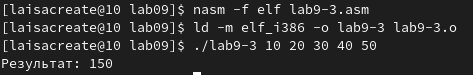 [laisacreate@10 lab09]$ nasm -f elf lab9-3.asm
[laisacreate@10 lab09]$ ld -m elf_i386 -o lab9-3 lab9-3.o
[laisacreate@10 lab09]$ ./lab9-3 10 20 30 40 50
Результат: 150